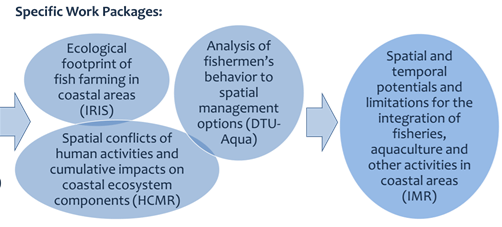 Specific Work Packages:
Ecological
footprint of
fish farming in
coastal areas
(IRIS)
Analysis of
fishermen's
behavior to
spatial
management
options (DTU-
Aqua)
Spatial conflicts of
human activities and
cumulative impacts on
coastal ecosystem
components (HCMR)
Spatial and
temporal
potentials and
limitations for the
integration of
fisheries,
aquaculture and
other activities in
coastal areas
(IMR)